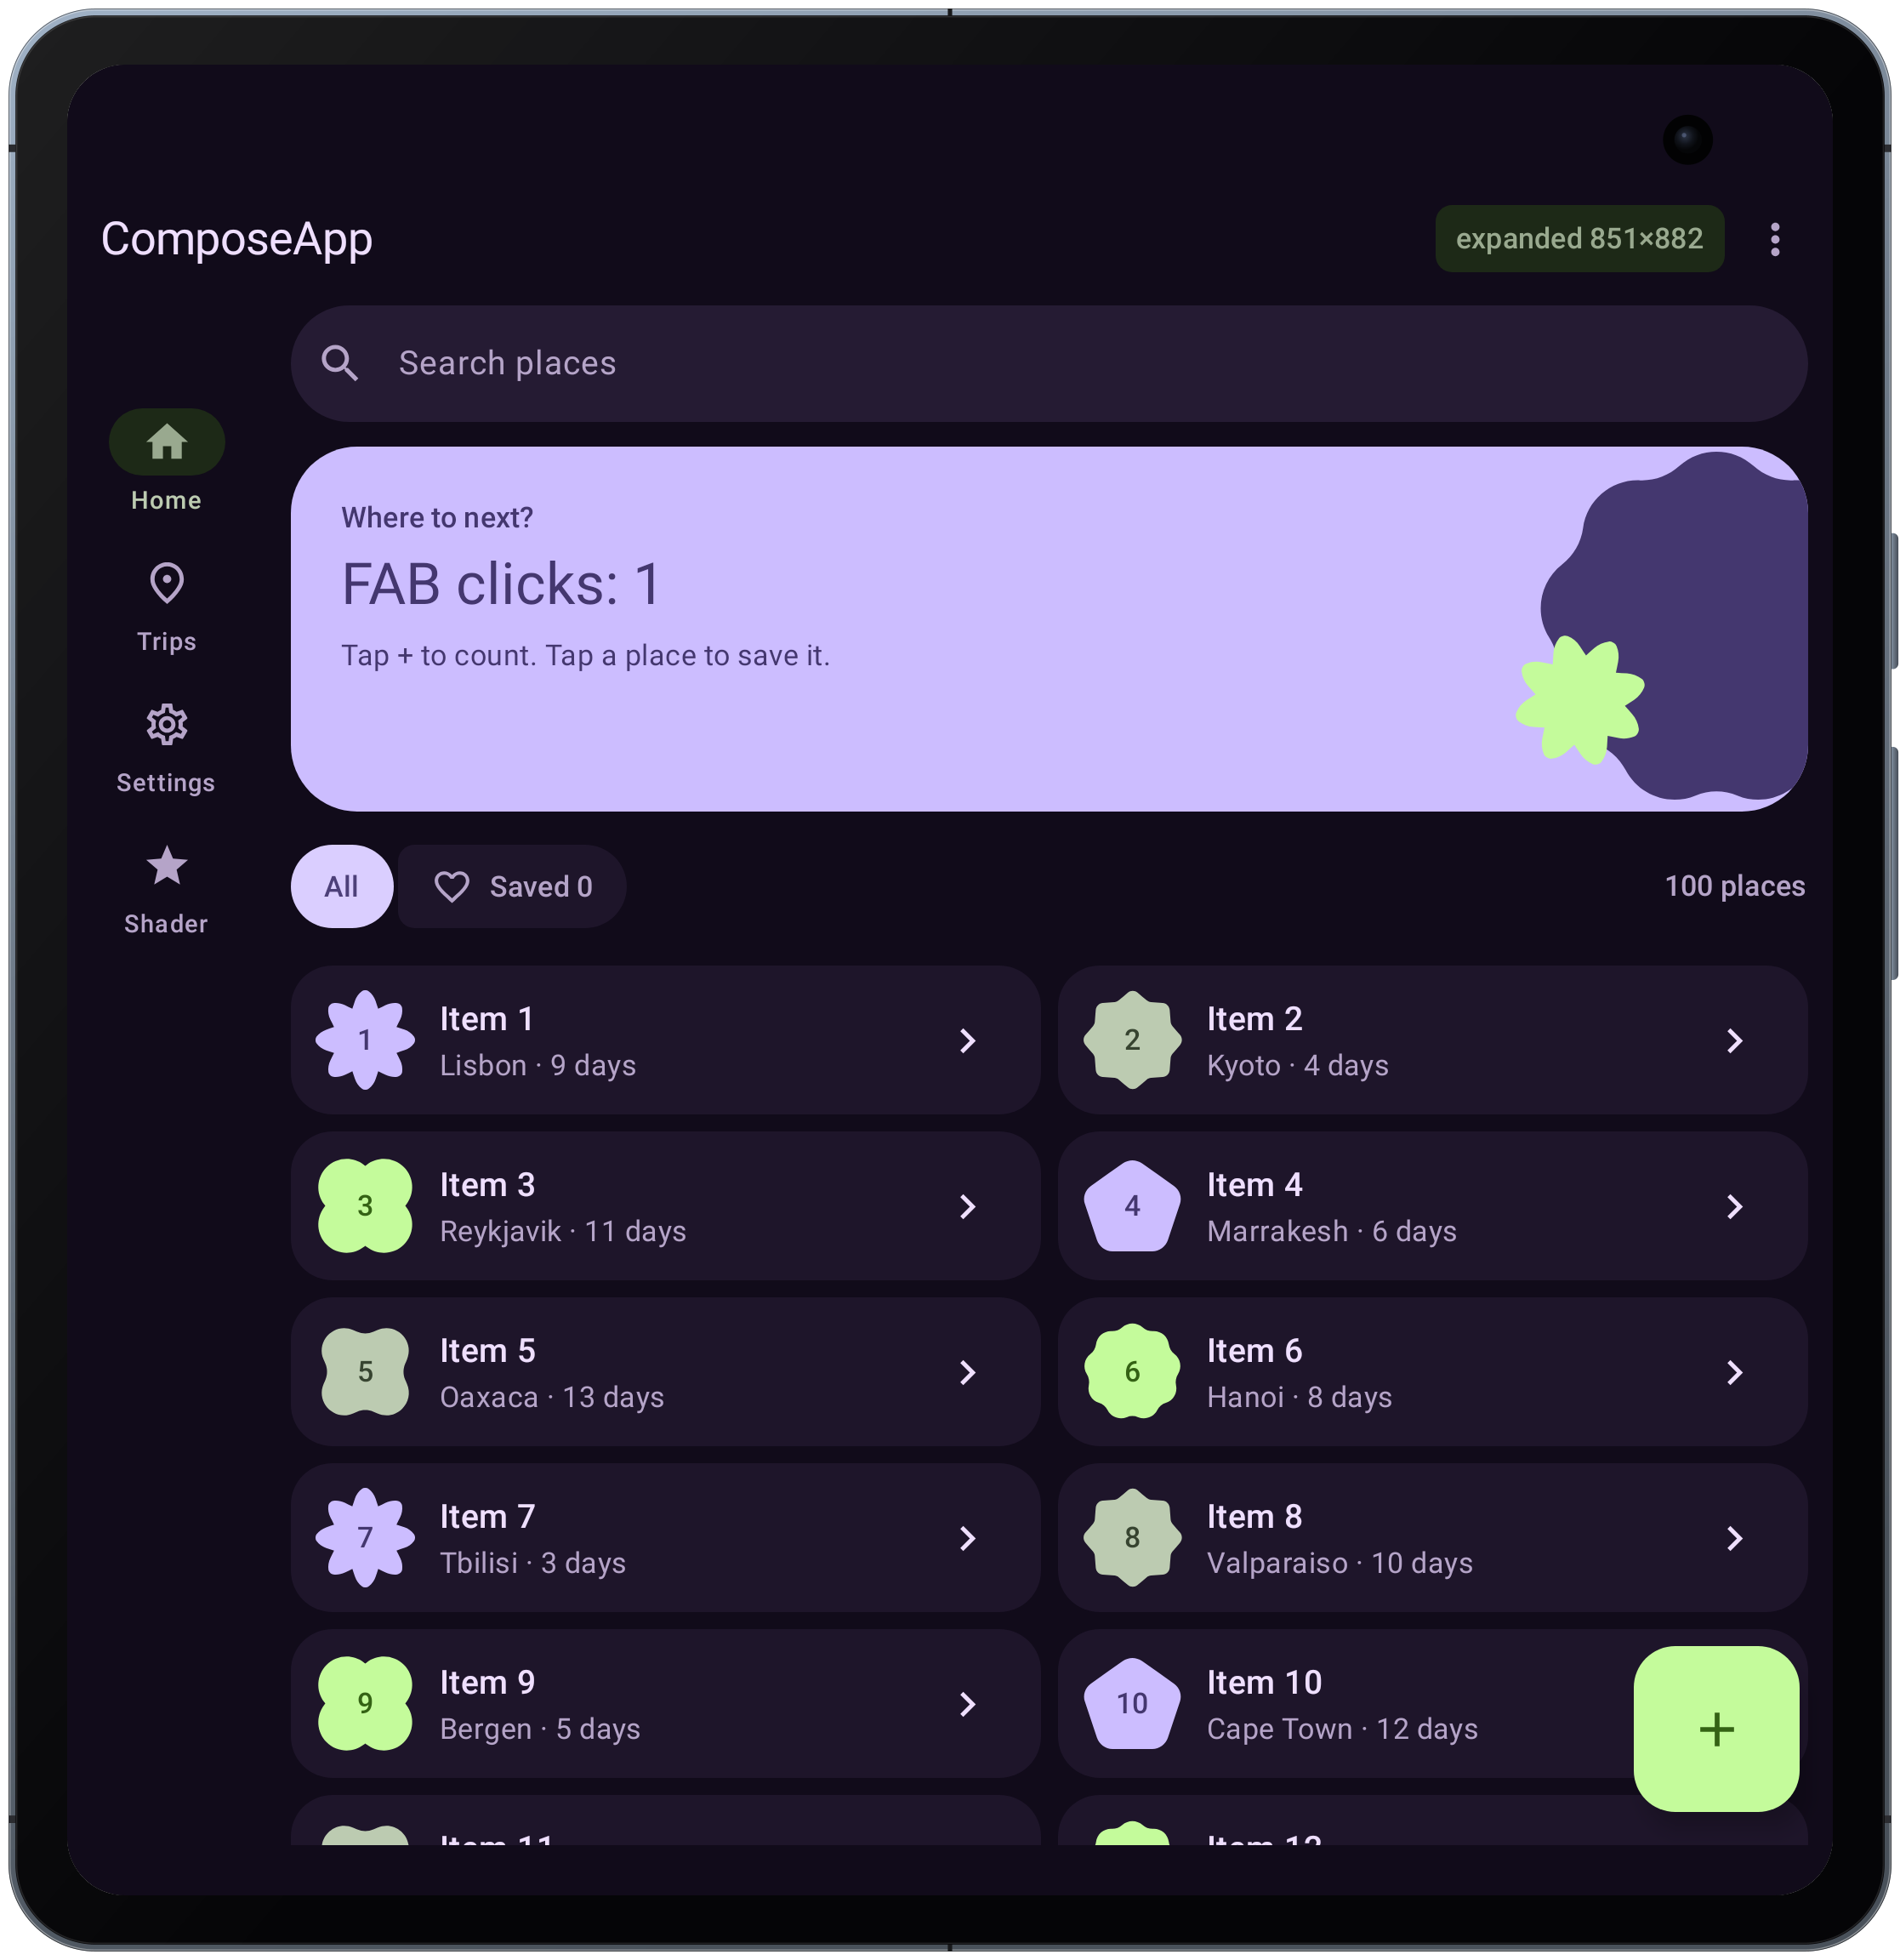 ComposeApp
expanded 851×882
Search places
Home
Trips
Settings
Shader
Where to next?
FAB clicks: 1
Tap + to count. Tap a place to save it.
All
Saved 0
100 places
1
Item 1
Lisbon · 9 days
2
Item 2
Kyoto · 4 days
3
Item 3
Reykjavik · 11 days
4
Item 4
Marrakesh · 6 days
5
Item 5
Oaxaca · 13 days
6
Item 6
Hanoi · 8 days
7
Item 7
Tbilisi · 3 days
8
Item 8
Valparaiso · 10 days
9
Item 9
Bergen · 5 days
10
Item 10
Cape Town · 12 days
Item 11
Item 12